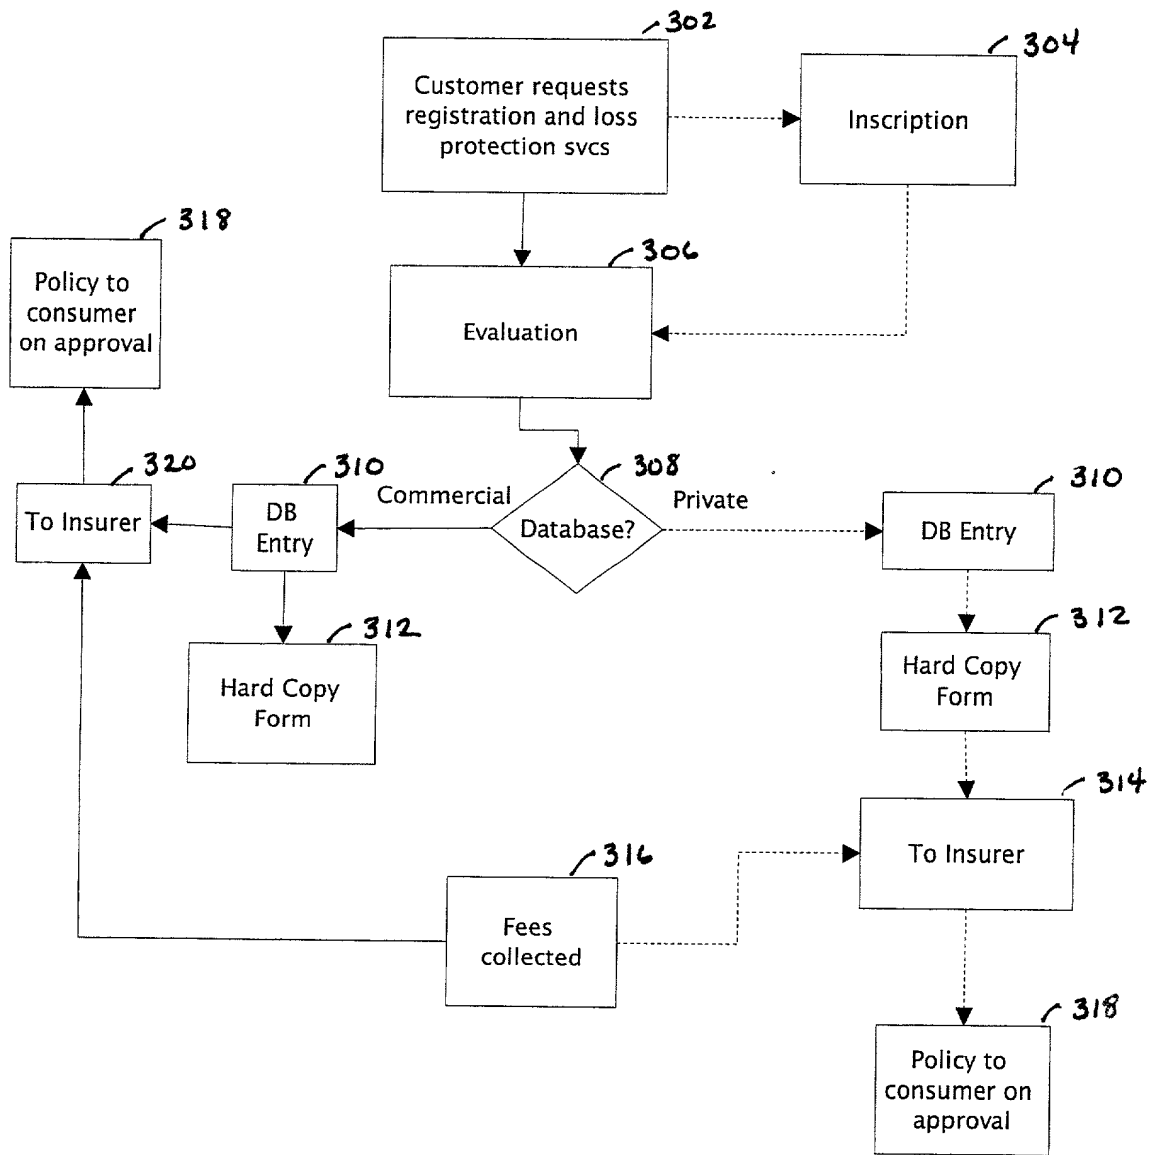 302
Customer requests
registration and loss
protection svcs
304
Inscription
306
Evaluation
318
Policy to
consumer
on approval
320
To Insurer
310
DB
Entry
Commercial
308
Database?
Private
310
DB Entry
312
Hard Copy
Form
312
Hard Copy
Form
314
To Insurer
316
Fees
collected
318
Policy to
consumer on
approval